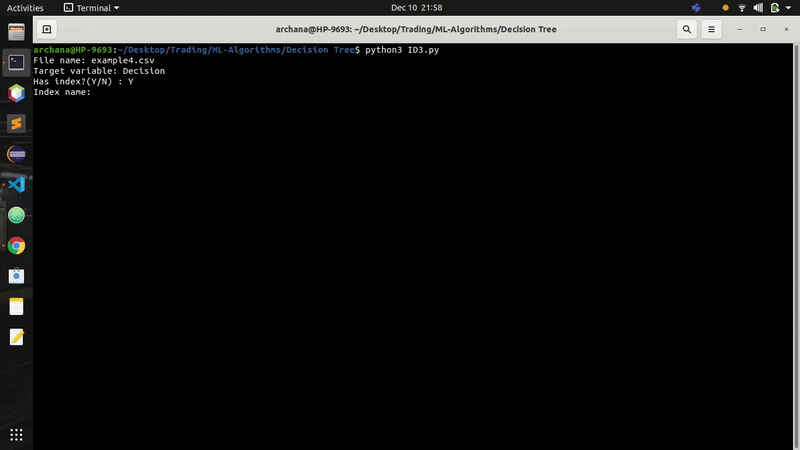 Activities
Terminal
Dec 10 21:58
archana@HP-9693: ~/Desktop/Trading/ML-Algorithms/Decision Tree
archana@HP-9693:~/Desktop/Trading/ML-Algorithms/Decision Tree$ python3 ID3.py
File name: example4.csv
Target variable: Decision
Has index?(Y/N) : Y
Index name: